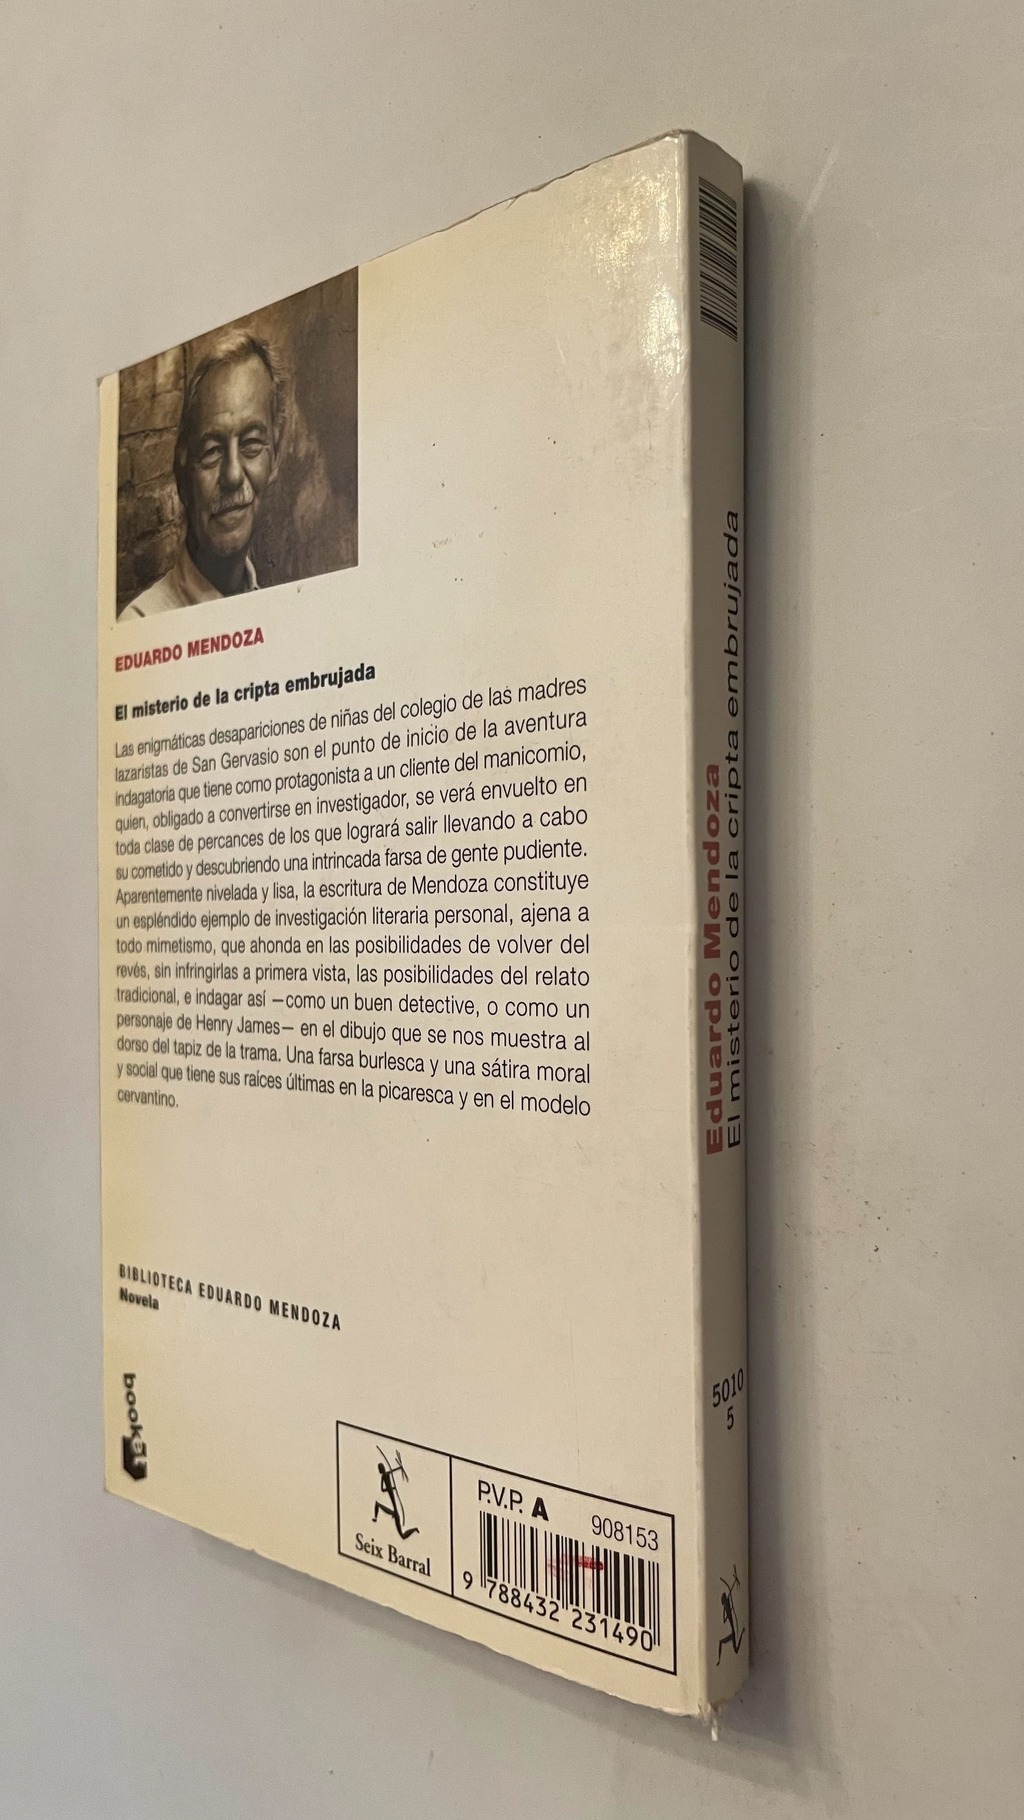 EDUARDO MENDOZA
El misterio de la cripta embrujada
Las enigmáticas desapariciones de niñas del colegio de las madres
lazaristas de San Gervasio son el punto de inicio de la aventura
indagatoria que tiene como protagonista a un cliente del manicomio,
quien, obligado a convertirse en investigador, se verá envuelto en
toda clase de percances de los que logrará salir llevando a cabo
su cometido y descubriendo una intrincada farsa de gente pudiente.
Aparentemente nivelada y lisa, la escritura de Mendoza constituye
un espléndido ejemplo de investigación literaria personal, ajena a
todo mimetismo, que ahonda en las posibilidades de volver del
revés, sin infringirlas a primera vista, las posibilidades del relato
tradicional, e indagar así —como un buen detective, o como un
personaje de Henry James— en el dibujo que se nos muestra al
dorso del tapiz de la trama. Una farsa burlesca y una sátira moral
y social que tiene sus raíces últimas en la picaresca y en el modelo
cervantino.
BIBLIOTECA EDUARDO MENDOZA
Novela
booket
Seix Barral
P.V.P. A
908153
9 788432 231490
Eduardo Mendoza
El misterio de la cripta embrujada
5010
5